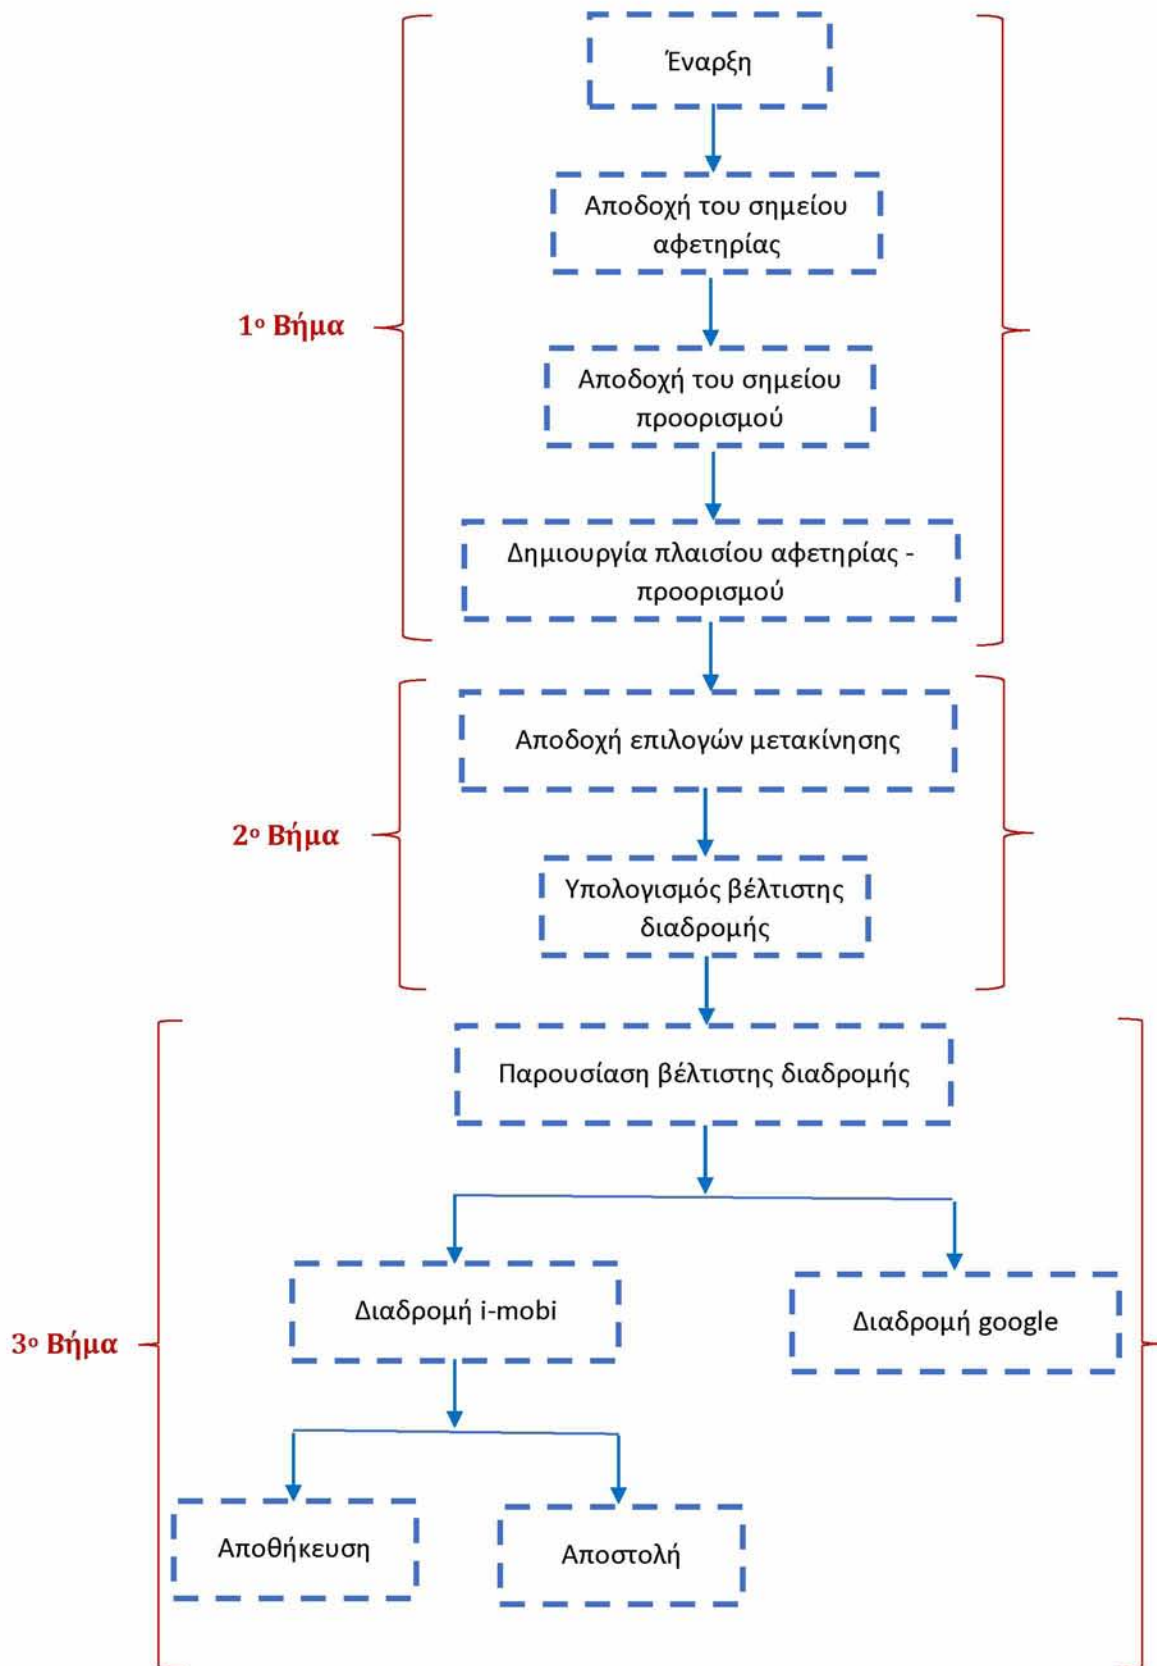 Έναρξη
Αποδοχή του σημείου
αφετηρίας
1ο Βήμα
Αποδοχή του σημείου
προορισμού
Δημιουργία πλαισίου αφετηρίας -
προορισμού
Αποδοχή επιλογών μετακίνησης
2ο Βήμα
Υπολογισμός βέλτιστης
διαδρομής
Παρουσίαση βέλτιστης διαδρομής
Διαδρομή i-mobi
Διαδρομή google
3ο Βήμα
Αποθήκευση
Αποστολή